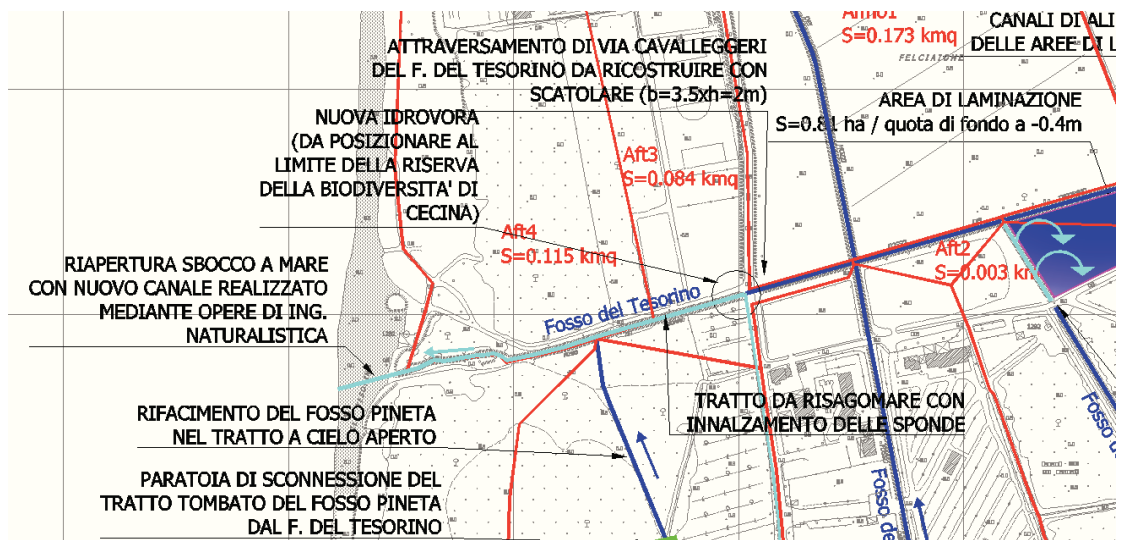 Afmo1
S=0.173 kmq
CANALI DI ALI
DELLE AREE DI L
FELCIAIONE
ATTRAVERSAMENTO DI VIA CAVALLEGGERI
DEL F. DEL TESORINO DA RICOSTRUIRE CON
SCATOLARE (b=3.5xh=2m)
AREA DI LAMINAZIONE
S=0.81 ha / quota di fondo a -0.4m
NUOVA IDROVORA
(DA POSIZIONARE AL
LIMITE DELLA RISERVA
DELLA BIODIVERSITA' DI
CECINA)
Aft3
S=0.084 kmq
Aft4
S=0.115 kmq
Aft2
S=0.003 km
RIAPERTURA SBOCCO A MARE
CON NUOVO CANALE REALIZZATO
MEDIANTE OPERE DI ING.
NATURALISTICA
Fosso del Tesorino
TRATTO DA RISAGOMARE CON
INNALZAMENTO DELLE SPONDE
RIFACIMENTO DEL FOSSO PINETA
NEL TRATTO A CIELO APERTO
PARATOIA DI SCONNESSIONE DEL
TRATTO TOMBATO DEL FOSSO PINETA
DAL F. DEL TESORINO
Fosso de
Fosso d